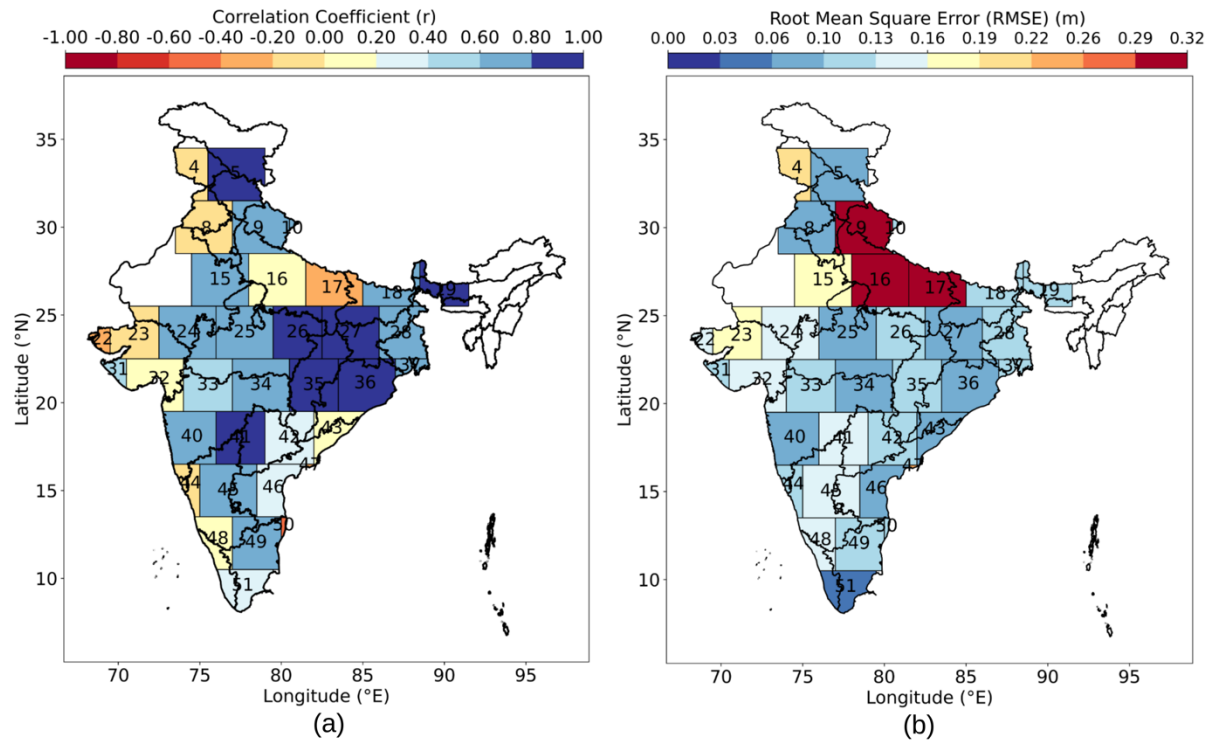 Correlation Coefficient (r)
-1.00 -0.80 -0.60 -0.40 -0.20 0.00 0.20 0.40 0.60 0.80 1.00
35
30
25
20
15
10
Latitude (°N)
4 5
8 9 10
15 16 17 18 19
22 23 24 25 26 27 28
31 32 33 34 35 36 37
40 41 42 43
44 45 46 47
48 49 50
51
70 75 80 85 90 95
Longitude (°E)
(a)
Root Mean Square Error (RMSE) (m)
0.00 0.03 0.06 0.10 0.13 0.16 0.19 0.22 0.25 0.29 0.32
35
30
25
20
15
10
Latitude (°N)
4 5
8 9 10
15 16 17 18 19
22 23 24 25 26 27 28
31 32 33 34 35 36 37
40 41 42 43
44 45 46 47
48 49 50
51
70 75 80 85 90 95
Longitude (°E)
(b)